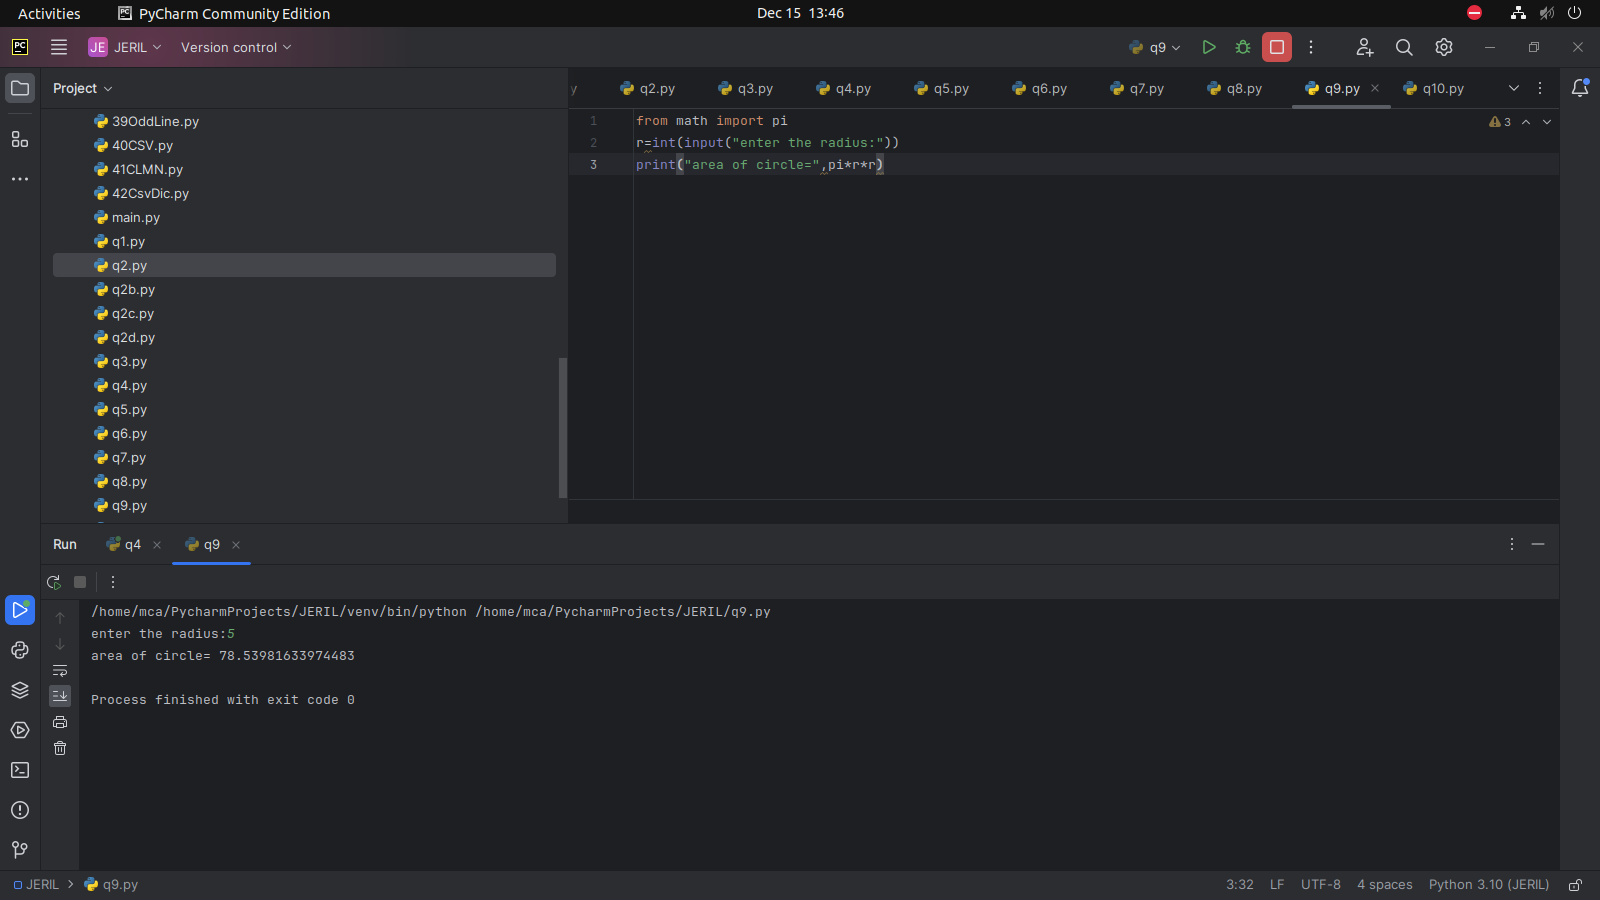 Activities PyCharm Community Edition Dec 15 13:46
PC JE JERIL Version control q9
Project
y q2.py q3.py q4.py q5.py q6.py q7.py q8.py q9.py q10.py
39OddLine.py
40CSV.py
41CLMN.py
42CsvDic.py
main.py
q1.py
q2.py
q2b.py
q2c.py
q2d.py
q3.py
q4.py
q5.py
q6.py
q7.py
q8.py
q9.py
1 from math import pi
2 r=int(input("enter the radius:"))
3 print("area of circle=",pi*r*r)
3
Run q4 q9
/home/mca/PycharmProjects/JERIL/venv/bin/python /home/mca/PycharmProjects/JERIL/q9.py
enter the radius:5
area of circle= 78.53981633974483
Process finished with exit code 0
JERIL q9.py 3:32 LF UTF-8 4 spaces Python 3.10 (JERIL)